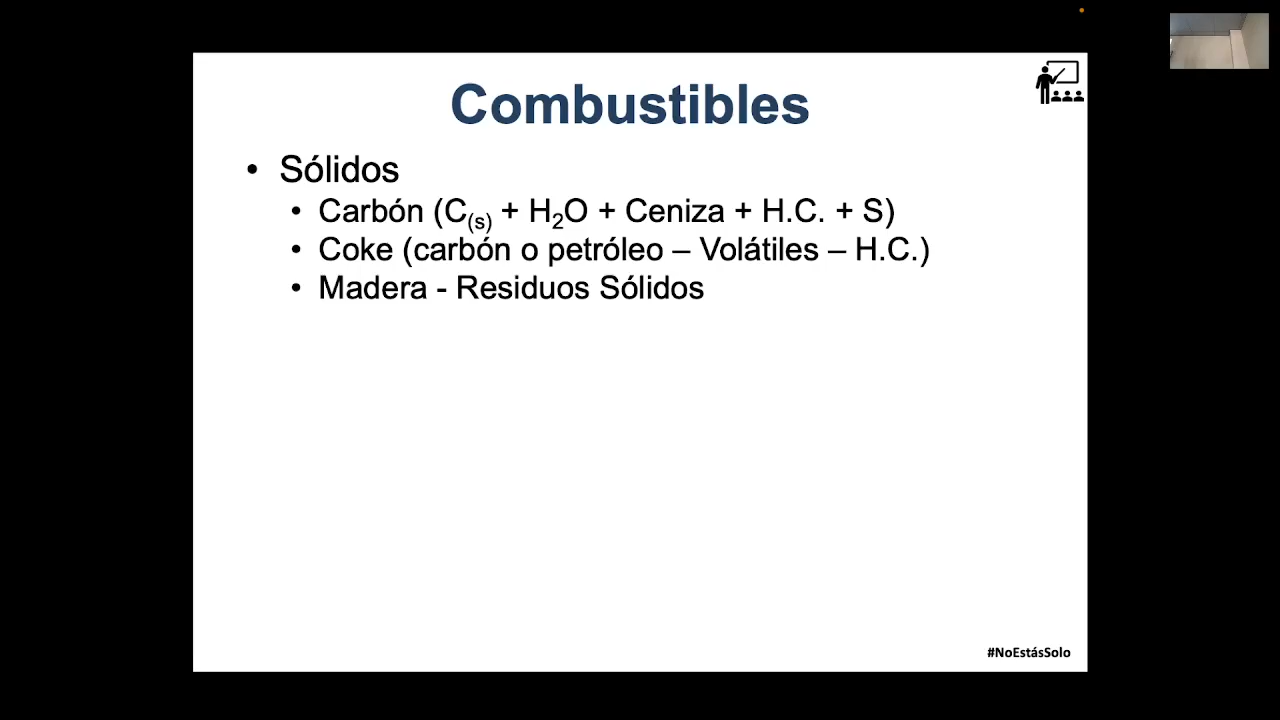 Combustibles
• Sólidos
• Carbón (C(s) + H2O + Ceniza + H.C. + S)
• Coke (carbón o petróleo – Volátiles – H.C.)
• Madera - Residuos Sólidos
#NoEstásSolo